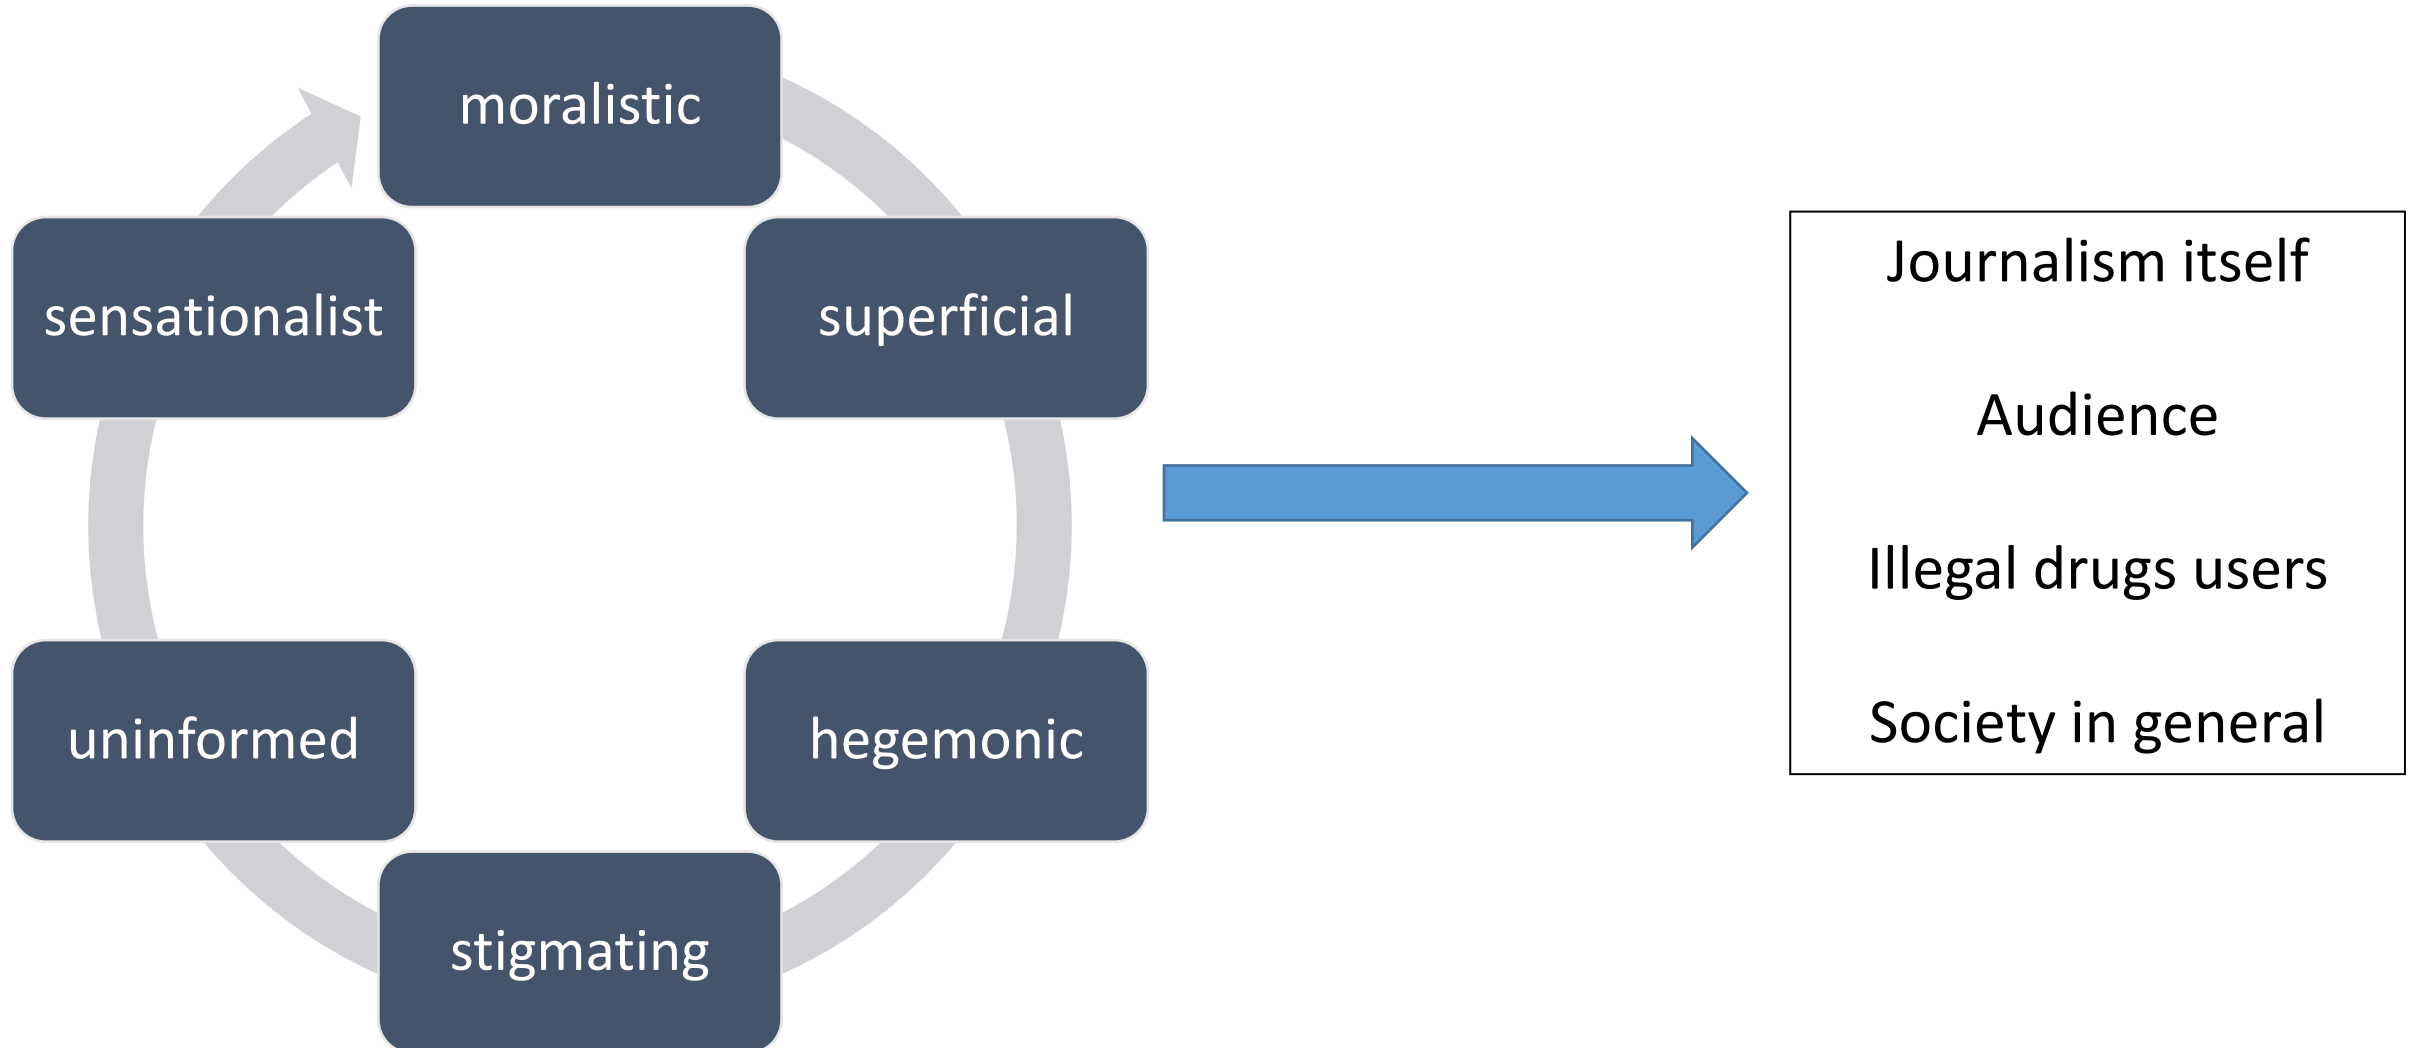 moralistic
superficial
hegemonic
stigmating
uninformed
sensationalist
Journalism itself
Audience
Illegal drugs users
Society in general